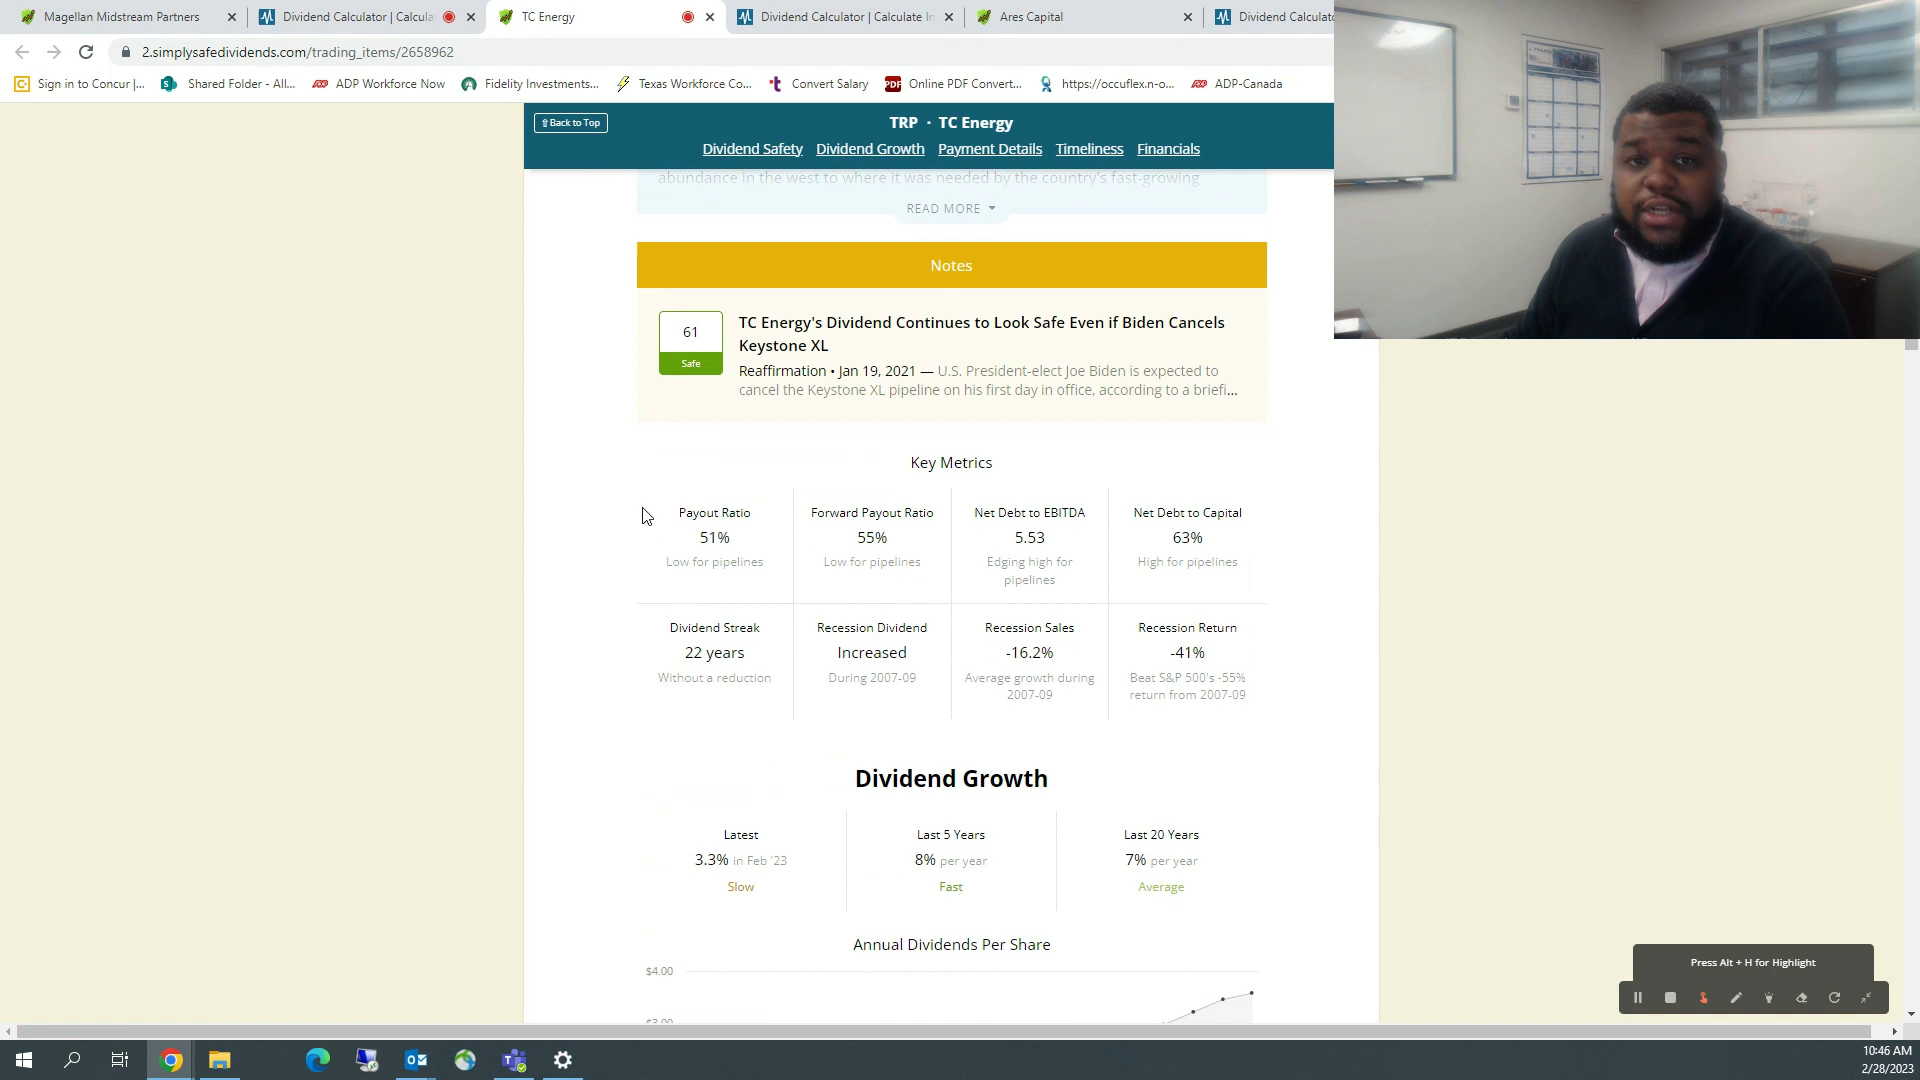 Magellan Midstream Partners
Dividend Calculator | Calcula
TC Energy
Dividend Calculator | Calculate In
Ares Capital
Dividend Calculato
2.simplysafedividends.com/trading_items/2658962
Sign in to Concur |...
Shared Folder - All...
ADP Workforce Now
Fidelity Investments...
Texas Workforce Co...
Convert Salary
PDF
Online PDF Convert...
https://occuflex.n-o...
ADP-Canada
⇧Back to Top
TRP · TC Energy
Dividend Safety Dividend Growth Payment Details Timeliness Financials
abundance in the west to where it was needed by the country's fast-growing
READ MORE
Notes
61
Safe
TC Energy's Dividend Continues to Look Safe Even if Biden Cancels
Keystone XL
Reaffirmation • Jan 19, 2021 — U.S. President-elect Joe Biden is expected to
cancel the Keystone XL pipeline on his first day in office, according to a briefi...
Key Metrics
Payout Ratio
51%
Low for pipelines
Forward Payout Ratio
55%
Low for pipelines
Net Debt to EBITDA
5.53
Edging high for
pipelines
Net Debt to Capital
63%
High for pipelines
Dividend Streak
22 years
Without a reduction
Recession Dividend
Increased
During 2007-09
Recession Sales
-16.2%
Average growth during
2007-09
Recession Return
-41%
Beat S&P 500's -55%
return from 2007-09
Dividend Growth
Latest
3.3% in Feb '23
Slow
Last 5 Years
8% per year
Fast
Last 20 Years
7% per year
Average
Annual Dividends Per Share
$4.00
$3.00
Press Alt + H for Highlight
10:46 AM
2/28/2023